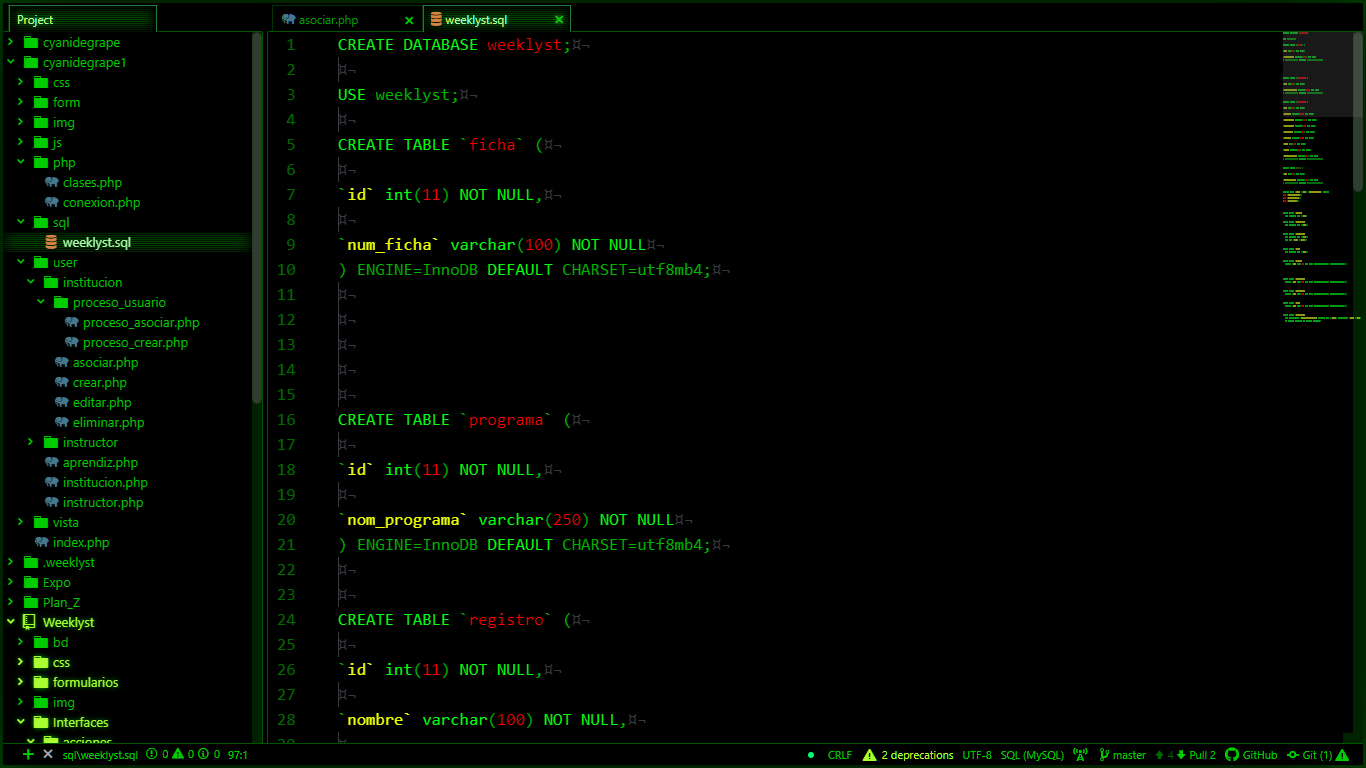 Project
cyanidegrape
cyanidegrape1
css
form
img
js
php
clases.php
conexion.php
sql
weeklyst.sql
user
institucion
proceso_usuario
proceso_asociar.php
proceso_crear.php
asociar.php
crear.php
editar.php
eliminar.php
instructor
aprendiz.php
institucion.php
instructor.php
vista
index.php
.weeklyst
Expo
Plan_Z
Weeklyst
bd
css
formularios
img
Interfaces
acciones
asociar.php
weeklyst.sql
1 CREATE DATABASE weeklyst;¤¬
2 ¤¬
3 USE weeklyst;¤¬
4 ¤¬
5 CREATE TABLE `ficha` (¤¬
6 ¤¬
7 `id` int(11) NOT NULL,¤¬
8 ¤¬
9 `num_ficha` varchar(100) NOT NULL¤¬
10 ) ENGINE=InnoDB DEFAULT CHARSET=utf8mb4;¤¬
11 ¤¬
12 ¤¬
13 ¤¬
14 ¤¬
15 ¤¬
16 CREATE TABLE `programa` (¤¬
17 ¤¬
18 `id` int(11) NOT NULL,¤¬
19 ¤¬
20 `nom_programa` varchar(250) NOT NULL¤¬
21 ) ENGINE=InnoDB DEFAULT CHARSET=utf8mb4;¤¬
22 ¤¬
23 ¤¬
24 CREATE TABLE `registro` (¤¬
25 ¤¬
26 `id` int(11) NOT NULL,¤¬
27 ¤¬
28 `nombre` varchar(100) NOT NULL,¤¬
29 ¤¬
sql\weeklyst.sql 0 0 0 97:1 CRLF 2 deprecations UTF-8 SQL (MySQL) master 4 Pull 2 GitHub Git (1)